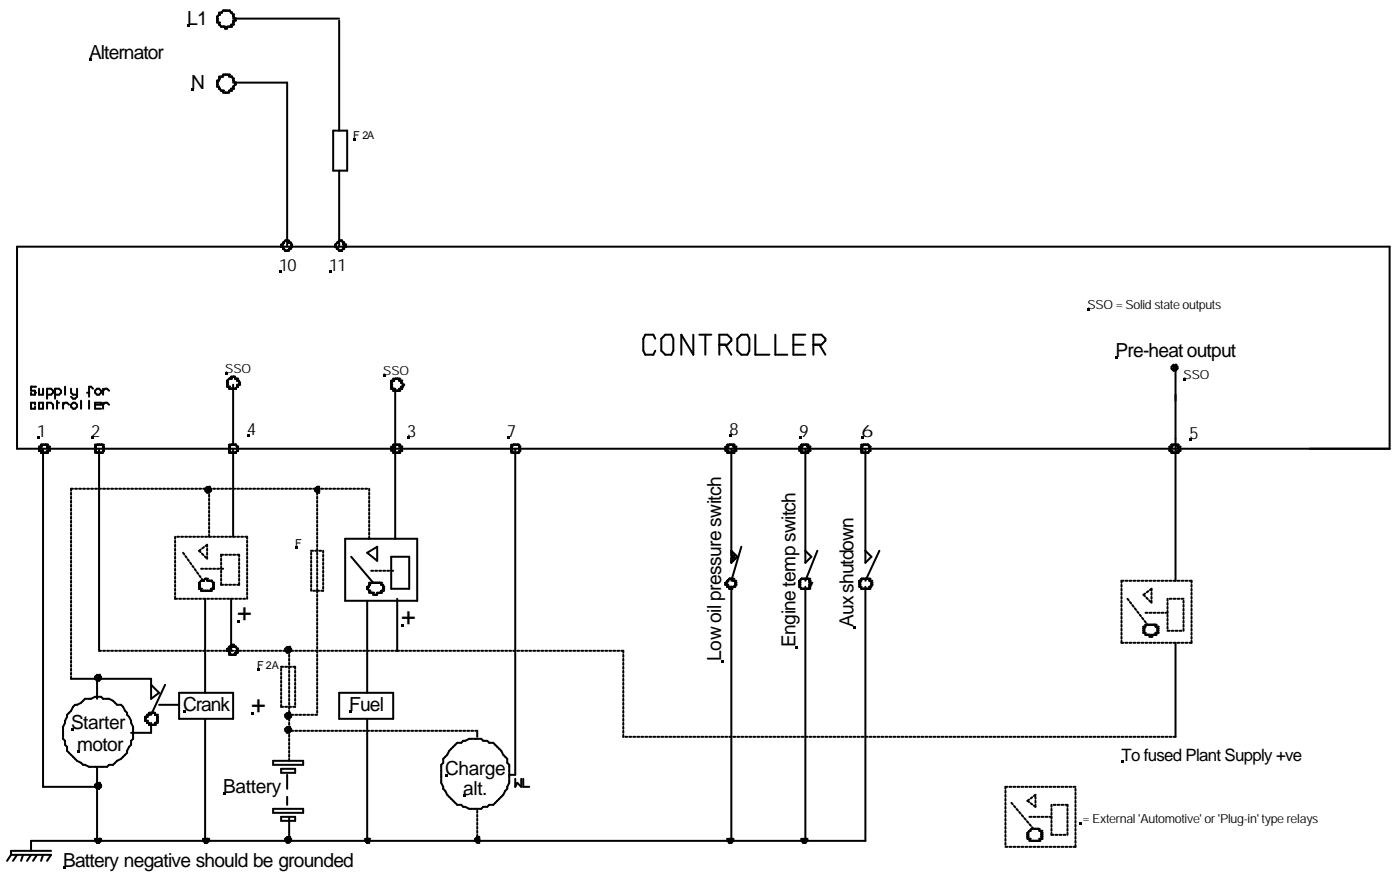 L1
Alternator
N
F 2A
10
11
SSO = Solid state outputs
CONTROLLER
Pre-heat output
SSO
SSO
SSO
Supply for
controller
1
2
4
3
7
8
9
6
5
Low oil pressure switch
Engine temp switch
Aux shutdown
F
+
+
F 2A
+
Crank
Fuel
Starter
motor
Battery
Charge
alt.
WL
To fused Plant Supply +ve
= External 'Automotive' or 'Plug-in' type relays
Battery negative should be grounded